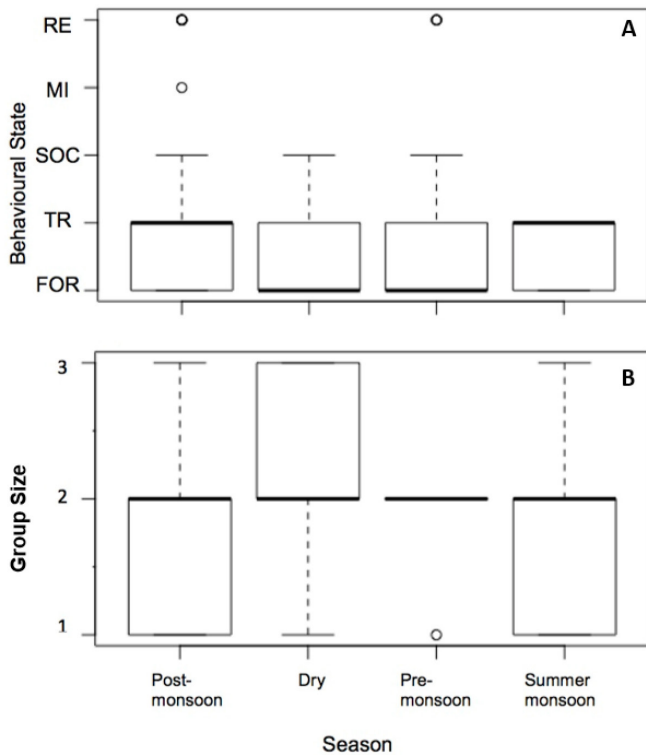 A
Behavioural State
RE
MI
SOC
TR
FOR
B
Group Size
3
2
1
Post-
monsoon
Dry
Pre-
monsoon
Summer
monsoon
Season